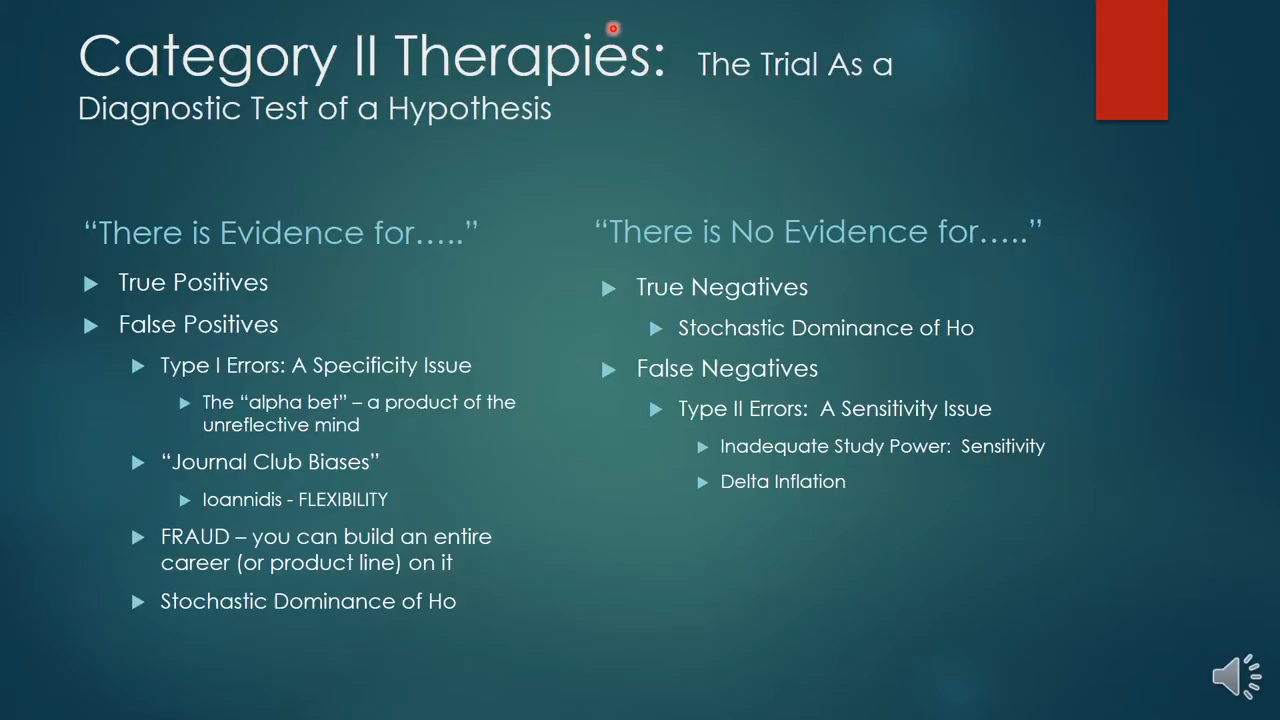 Category II Therapies: The Trial As a
Diagnostic Test of a Hypothesis
“There is Evidence for…..”
True Positives
False Positives
Type I Errors: A Specificity Issue
The “alpha bet” – a product of the
unreflective mind
“Journal Club Biases”
Ioannidis - FLEXIBILITY
FRAUD – you can build an entire
career (or product line) on it
Stochastic Dominance of Ho
“There is No Evidence for…..”
True Negatives
Stochastic Dominance of Ho
False Negatives
Type II Errors: A Sensitivity Issue
Inadequate Study Power: Sensitivity
Delta Inflation